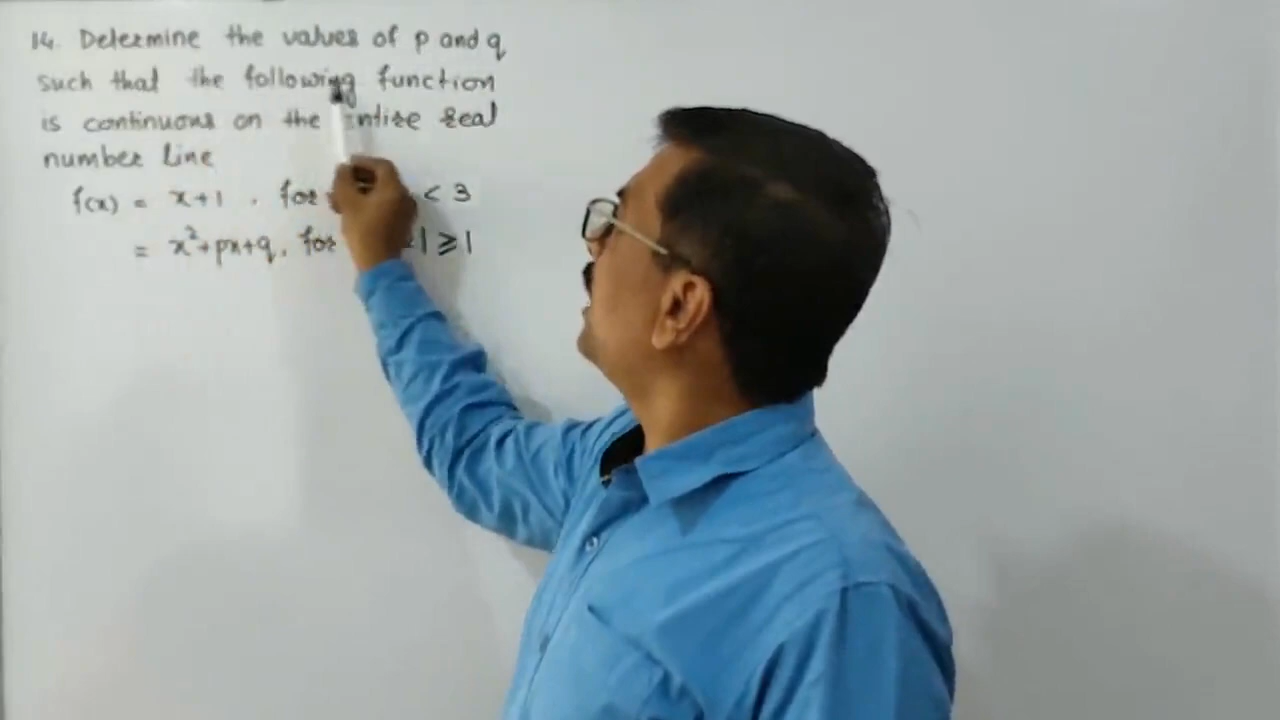 14. Determine the values of p and q
such that the following function
is continuous on the entire real
number line
f(x) = x+1 , for < 3
= x²+px+q, for | ≥ 1